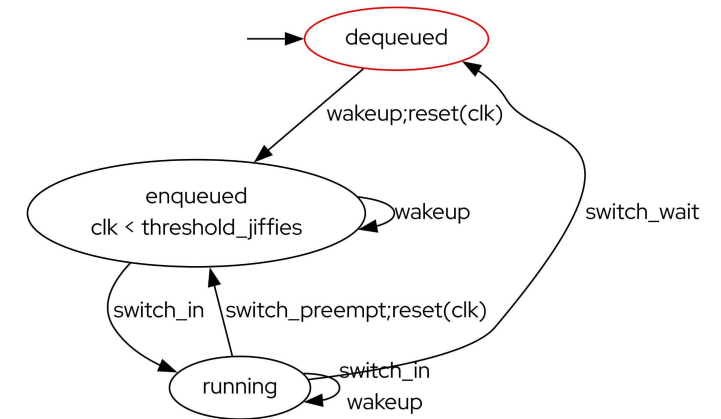 dequeued
wakeup;reset(clk)
enqueued
clk < threshold_jiffies
wakeup
switch_wait
switch_in
switch_preempt;reset(clk)
running
switch_in
wakeup